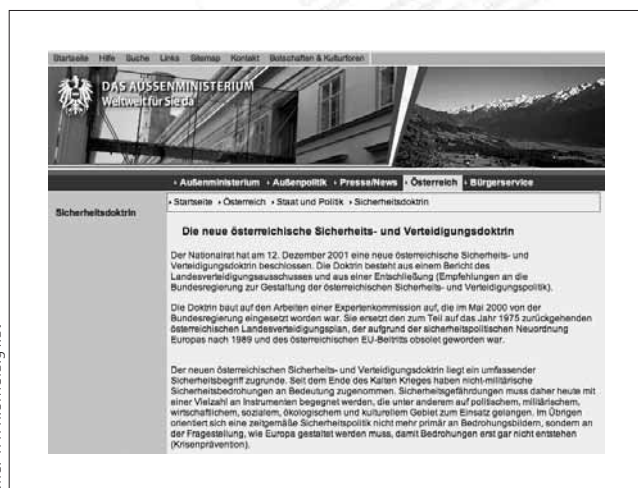 Startseite Hilfe Suche Links Sitemap Kontakt Botschaften & Kulturforen
DAS AUSSENMINISTERIUM
Weltweit für Sie da
Außenministerium Außenpolitik Presse/News Österreich Bürgerservice
Startseite Österreich Staat und Politik Sicherheitsdoktrin
Sicherheitsdoktrin
Die neue österreichische Sicherheits- und Verteidigungsdoktrin
Der Nationalrat hat am 12. Dezember 2001 eine neue österreichische Sicherheits- und
Verteidigungsdoktrin beschlossen. Die Doktrin besteht aus einem Bericht des
Landesverteidigungsausschusses und aus einer Entschließung (Empfehlungen an die
Bundesregierung zur Gestaltung der österreichischen Sicherheits- und Verteidigungspolitik).
Die Doktrin baut auf den Arbeiten einer Expertenkommission auf, die im Mai 2000 von der
Bundesregierung eingesetzt worden war. Sie ersetzt den zum Teil auf das Jahr 1975 zurückgehenden
österreichischen Landesverteidigungsplan, der aufgrund der sicherheitspolitischen Neuordnung
Europas nach 1989 und des österreichischen EU-Beitritts obsolet geworden war.
Der neuen österreichischen Sicherheits- und Verteidigungsdoktrin liegt ein umfassender
Sicherheitsbegriff zugrunde. Seit dem Ende des Kalten Krieges haben nicht-militärische
Sicherheitsbedrohungen an Bedeutung zugenommen. Sicherheitsgefährdungen muss daher heute mit
einer Vielzahl an Instrumenten begegnet werden, die unter anderem auf politischem, militärischem,
wirtschaftlichem, sozialem, ökologischem und kulturellem Gebiet zum Einsatz gelangen. Im Übrigen
orientiert sich eine zeitgemäße Sicherheitspolitik nicht mehr primär an Bedrohungsbildern, sondern an
der Fragestellung, wie Europa gestaltet werden muss, damit Bedrohungen erst gar nicht entstehen
(Krisenprävention).